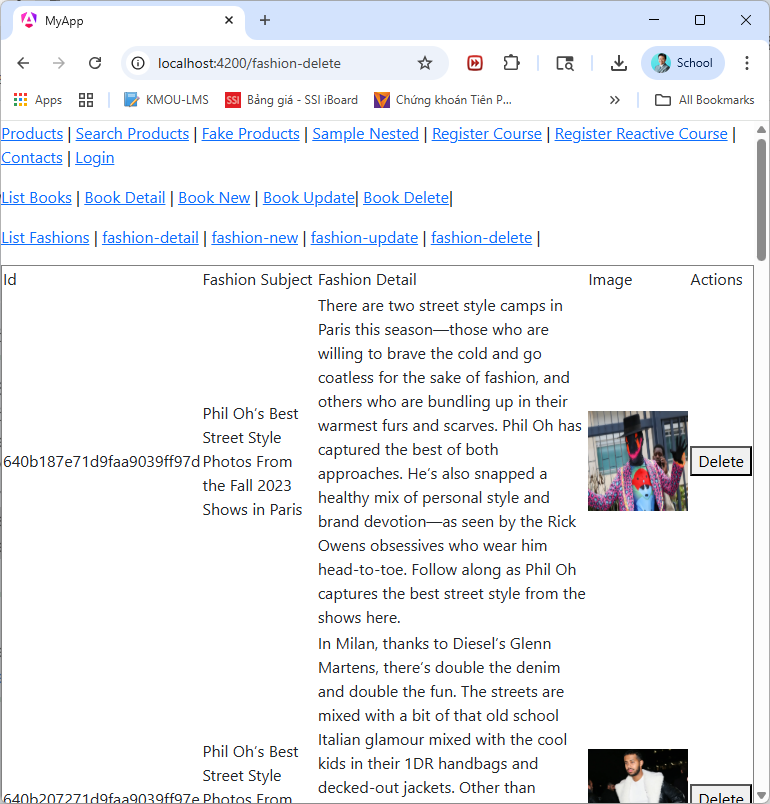 MyApp
localhost:4200/fashion-delete
School
Apps
KMOU-LMS
SSI
Bảng giá - SSI iBoard
Chứng khoán Tiên P...
All Bookmarks
Products | Search Products | Fake Products | Sample Nested | Register Course | Register Reactive Course |
Contacts | Login
List Books | Book Detail | Book New | Book Update| Book Delete|
List Fashions | fashion-detail | fashion-new | fashion-update | fashion-delete |
Id Fashion Subject Fashion Detail Image Actions
640b187e71d9faa9039ff97d
Phil Oh's Best
Street Style
Photos From
the Fall 2023
Shows in Paris
There are two street style camps in
Paris this season—those who are
willing to brave the cold and go
coatless for the sake of fashion, and
others who are bundling up in their
warmest furs and scarves. Phil Oh has
captured the best of both
approaches. He's also snapped a
healthy mix of personal style and
brand devotion—as seen by the Rick
Owens obsessives who wear him
head-to-toe. Follow along as Phil Oh
captures the best street style from the
shows here.
Delete
640b207271d9faa9039ff97e
Phil Oh's Best
Street Style
Photos From
In Milan, thanks to Diesel's Glenn
Martens, there's double the denim
and double the fun. The streets are
mixed with a bit of that old school
Italian glamour mixed with the cool
kids in their 1DR handbags and
decked-out jackets. Other than
Delete